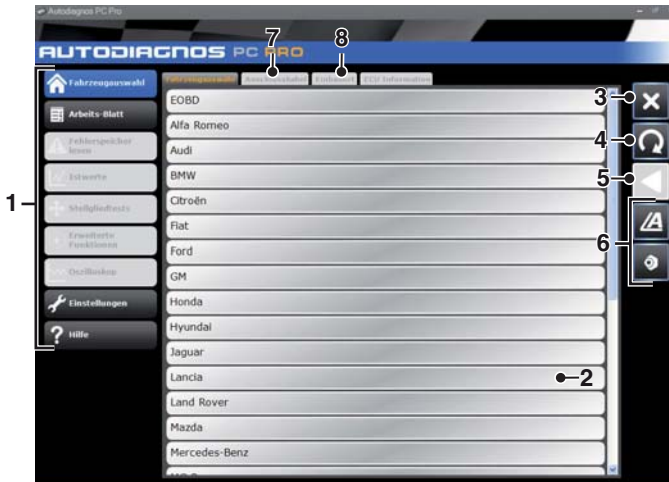 Autodiagnos PC Pro
AUTODIAGNOS PC PRO
7
8
1
Fahrzeugauswahl
Arbeits-Blatt
Fehlerspeicher
lesen
Istwerte
Stellgliedtests
Erweiterte
Funktionen
Oszilloskop
Einstellungen
Hilfe
Fahrzeugauswahl
Anschlusskabel
Einbauort
ECU Information
EOBD
Alfa Romeo
Audi
BMW
Citroën
Fiat
Ford
GM
Honda
Hyundai
Jaguar
Lancia
Land Rover
Mazda
Mercedes-Benz
2
3
4
5
6